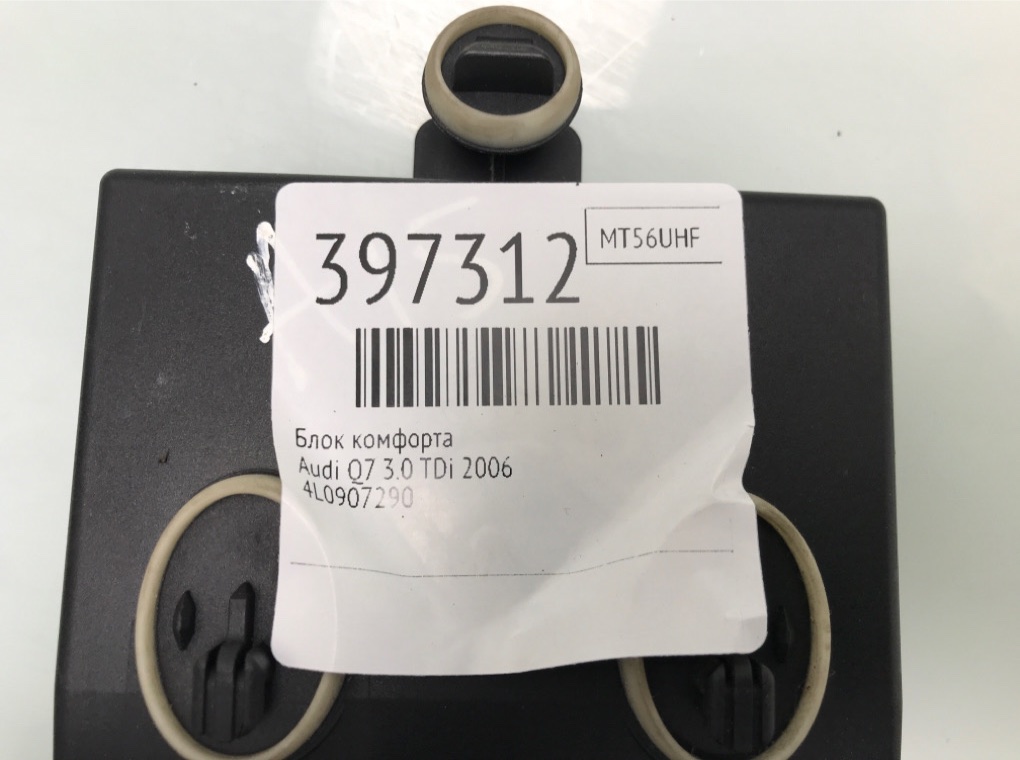 397312
MT56UHF
Блок комфорта
Audi Q7 3.0 TDi 2006
4L0907290